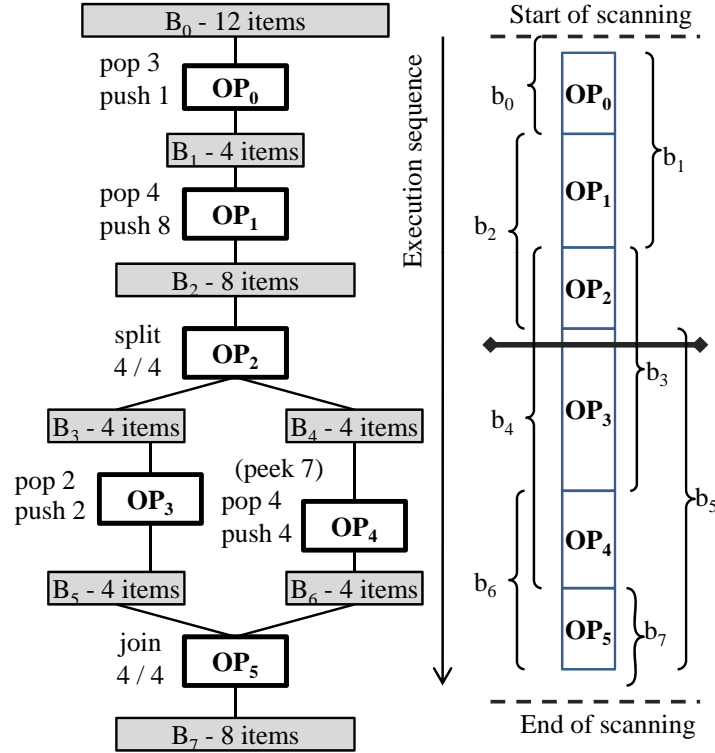 B₀ - 12 items
pop 3
push 1
OP₀
B₁ - 4 items
pop 4
push 8
OP₁
B₂ - 8 items
split
4 / 4
OP₂
B₃ - 4 items
B₄ - 4 items
pop 2
push 2
OP₃
(peek 7)
pop 4
push 4
OP₄
B₅ - 4 items
B₆ - 4 items
join
4 / 4
OP₅
B₇ - 8 items
Execution sequence
Start of scanning
b₀
OP₀
b₁
OP₁
b₂
OP₂
b₃
b₄
OP₃
b₅
OP₄
b₆
OP₅
b₇
End of scanning